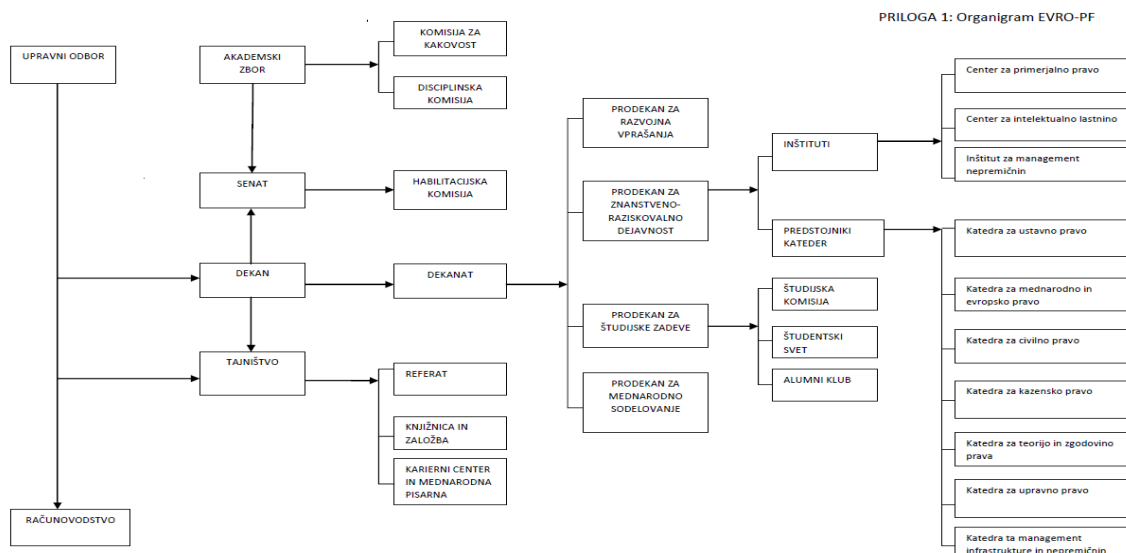 PRILOGA 1: Organigram EVRO-PF
UPRAVNI ODBOR
AKADEMSKI
ZBOR
KOMISIJA ZA
KAKOVOST
DISCIPLINSKA
KOMISIJA
SENAT
HABILITACIJSKA
KOMISIJA
DEKAN
DEKANAT
TAJNIŠTVO
REFERAT
KNJIŽNICA IN
ZALOŽBA
KARIERNI CENTER
IN MEDNARODNA
PISARNA
RAČUNOVODSTVO
PRODEKAN ZA
RAZVOJNA
VPRAŠANJA
PRODEKAN ZA
ZNANSTVENO-
RAZISKOVALNO
DEJAVNOST
PRODEKAN ZA
ŠTUDIJSKE ZADEVE
PRODEKAN ZA
MEDNARODNO
SODELOVANJE
INŠTITUTI
PREDSTOJNIKI
KATEDER
ŠTUDIJSKA
KOMISIJA
ŠTUDENTSKI
SVET
ALUMNI KLUB
Center za primerjalno pravo
Center za intelektualno lastnino
Inštitut za management
nepremičnin
Katedra za ustavno pravo
Katedra za mednarodno in
evropsko pravo
Katedra za civilno pravo
Katedra za kazensko pravo
Katedra za teorijo in zgodovino
prava
Katedra za upravno pravo
Katedra ta management
infrastrukture in nepremičnin